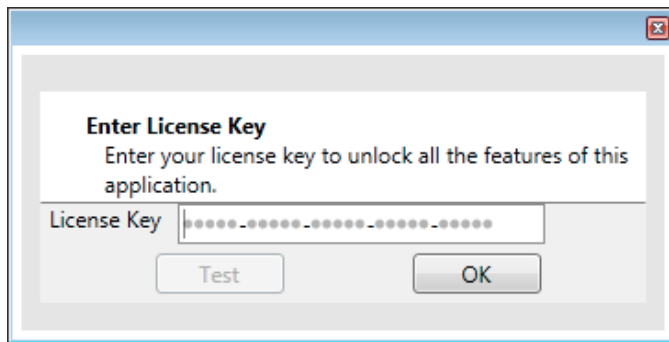 Enter License Key
Enter your license key to unlock all the features of this
application.
License Key ●●●●●-●●●●●-●●●●●-●●●●●-●●●●●
Test OK